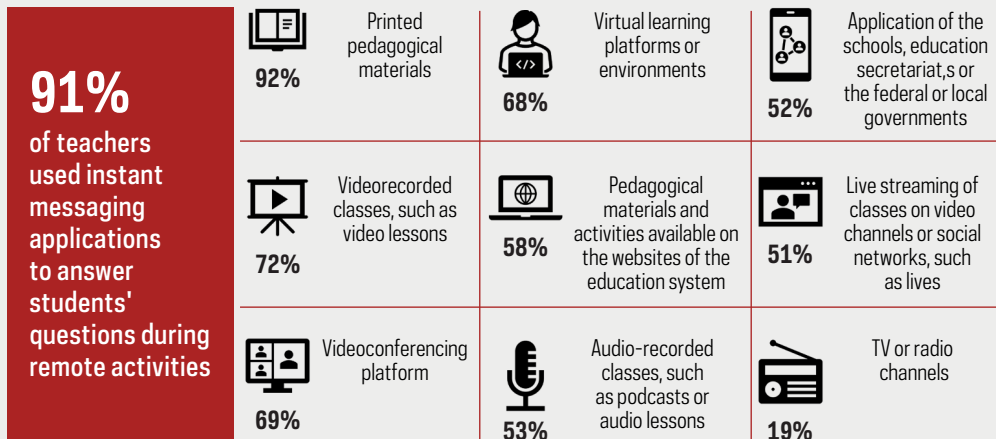 91%
of teachers
used instant
messaging
applications
to answer
students'
questions during
remote activities
92%
Printed
pedagogical
materials
68%
Virtual learning
platforms or
environments
52%
Application of the
schools, education
secretariat,s or
the federal or local
governments
72%
Videorecorded
classes, such as
video lessons
58%
Pedagogical
materials and
activities available on
the websites of the
education system
51%
Live streaming of
classes on video
channels or social
networks, such
as lives
69%
Videoconferencing
platform
53%
Audio-recorded
classes, such
as podcasts or
audio lessons
19%
TV or radio
channels